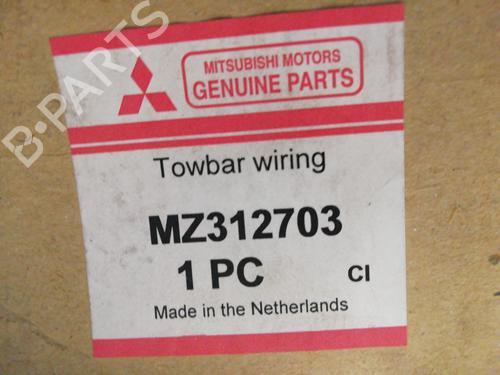 B-PARTS
MITSUBISHI MOTORS
GENUINE PARTS
Towbar wiring
MZ312703
1 PC CI
Made in the Netherlands